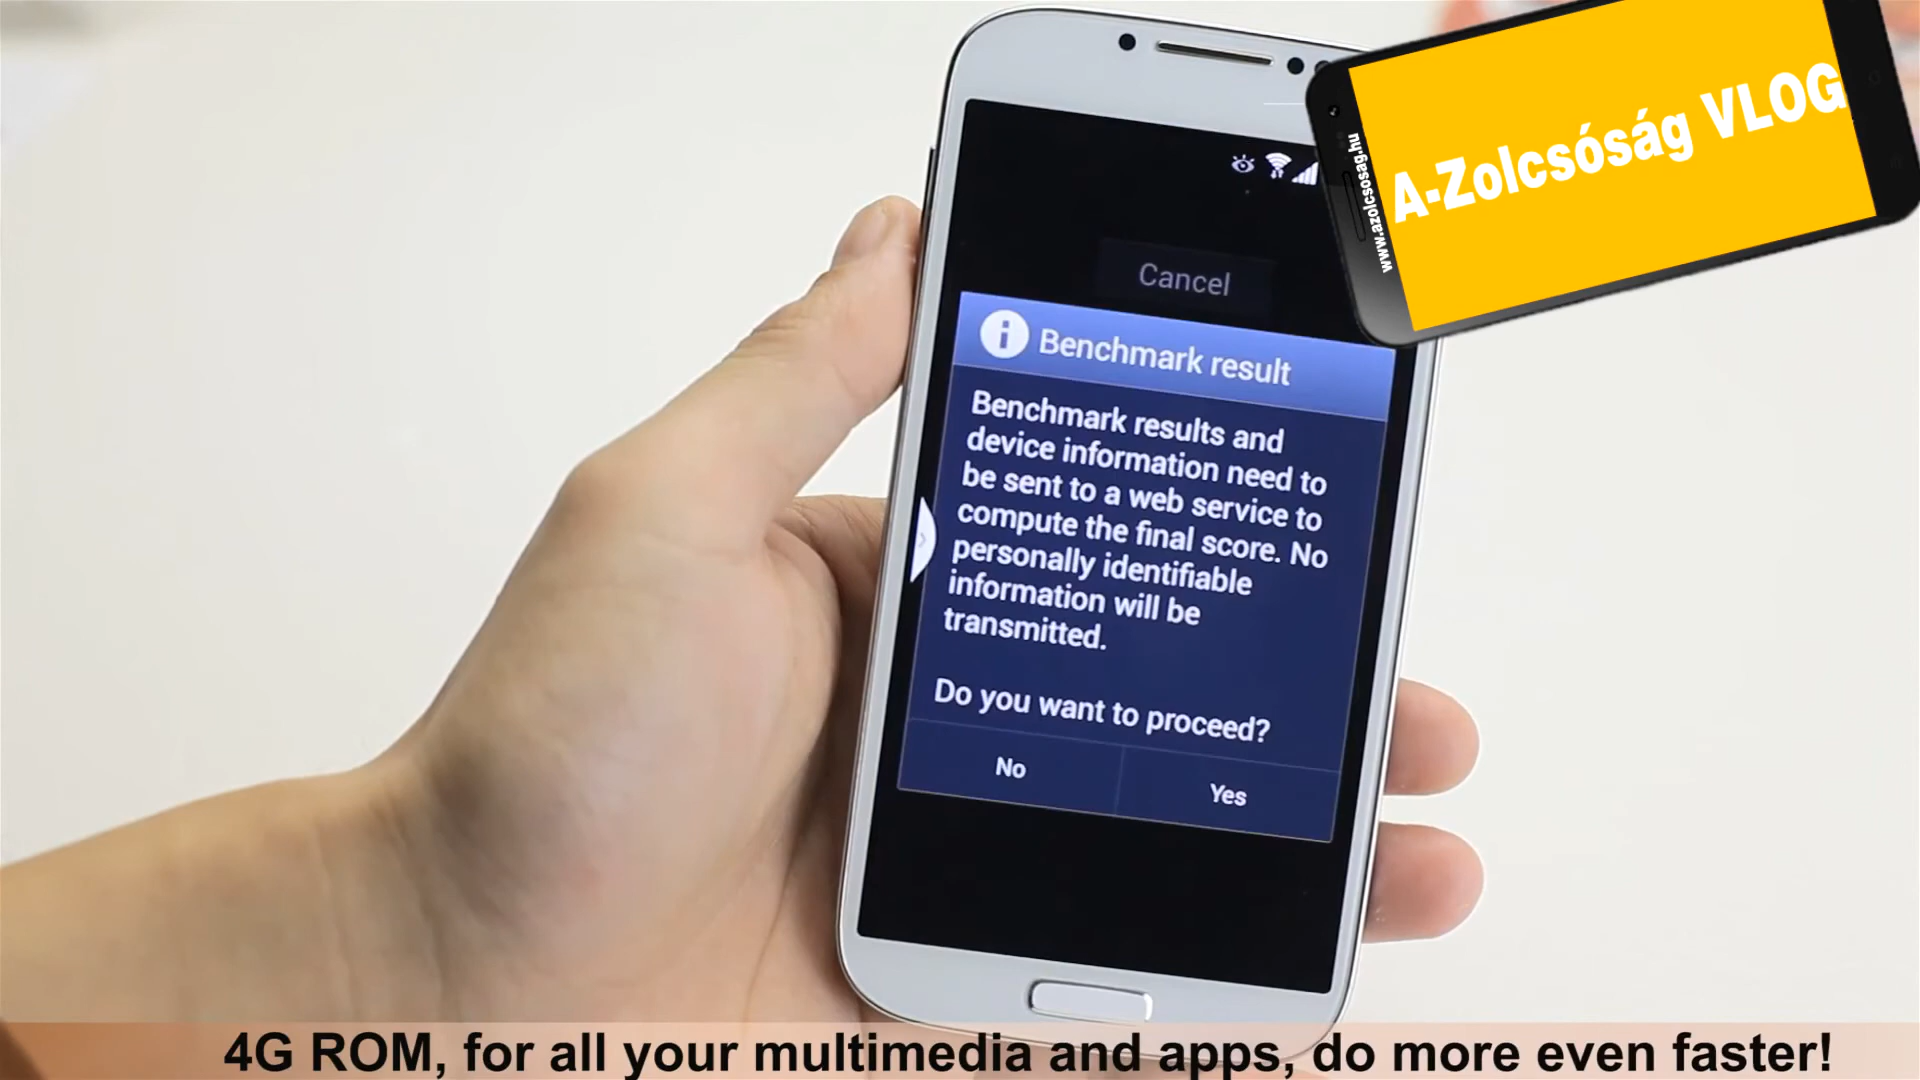 A-Zolcsóság VLOG
www.azolcsosag.hu
Cancel
Benchmark result
Benchmark results and
device information need to
be sent to a web service to
compute the final score. No
personally identifiable
information will be
transmitted.
Do you want to proceed?
No
Yes
4G ROM, for all your multimedia and apps, do more even faster!